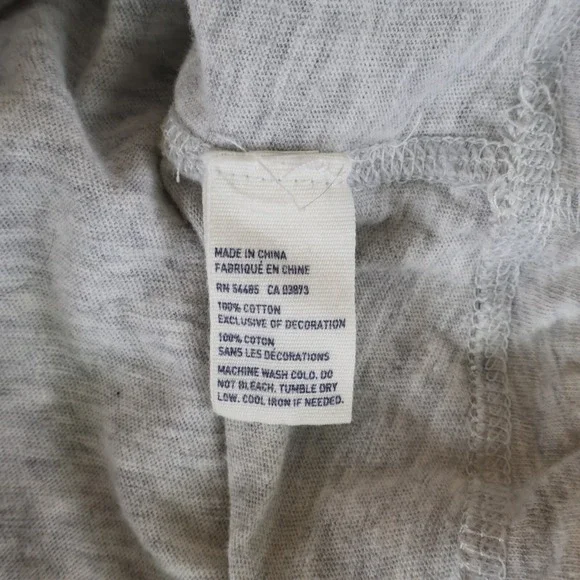 MADE IN CHINA
FABRIQUÉ EN CHINE
RN 54485 CA 03873
100% COTTON
EXCLUSIVE OF DECORATION
100% COTON
SANS LES DÉCORATIONS
MACHINE WASH COLD. DO
NOT BLEACH. TUMBLE DRY
LOW. COOL IRON IF NEEDED.